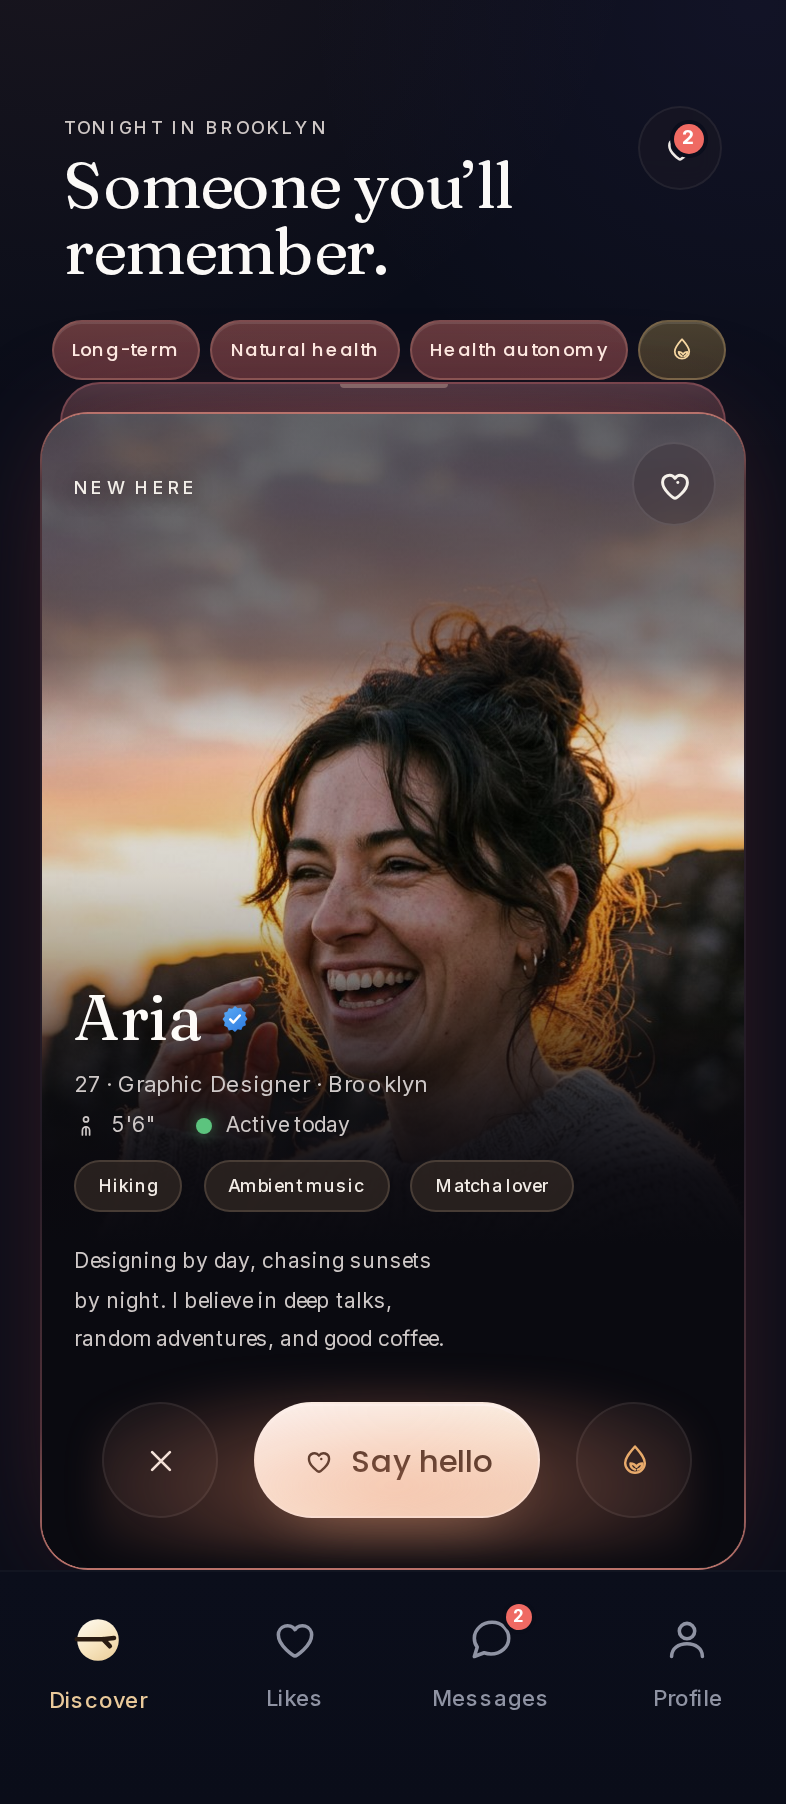 TONIGHT IN BROOKLYN
2
Someone you’ll
remember.
Long-term
Natural health
Health autonomy
NEW HERE
Aria
27 · Graphic Designer · Brooklyn
5'6"
Active today
Hiking
Ambient music
Matcha lover
Designing by day, chasing sunsets
by night. I believe in deep talks,
random adventures, and good coffee.
Say hello
2
Discover
Likes
Messages
Profile